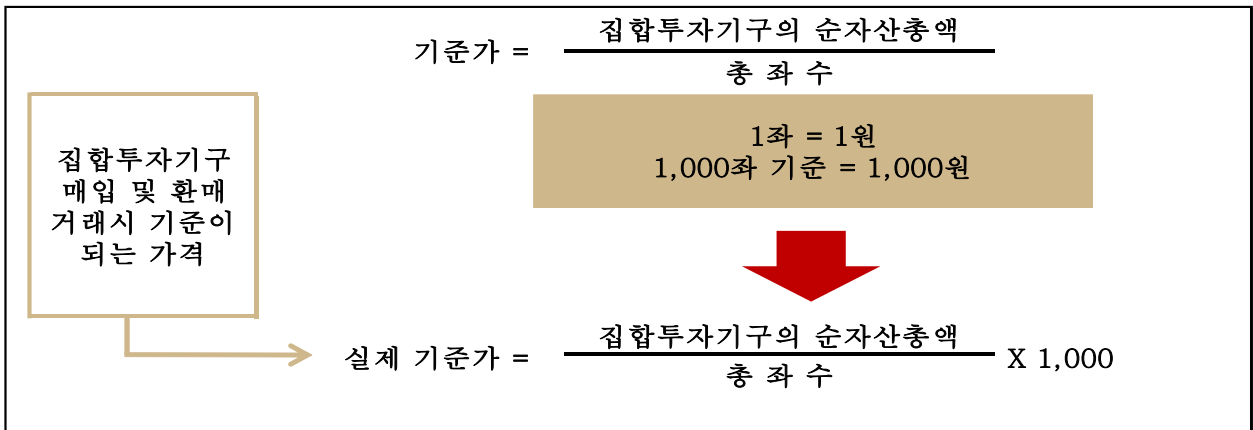 기준가 =
집합투자기구의 순자산총액
총 좌 수
1좌 = 1원
1,000좌 기준 = 1,000원
집합투자기구
매입 및 환매
거래시 기준이
되는 가격
실제 기준가 =
집합투자기구의 순자산총액
총 좌 수
X 1,000